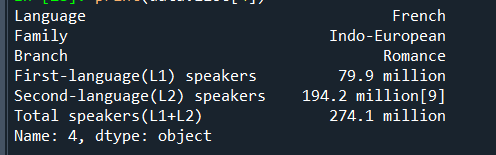 Language French
Family Indo-European
Branch Romance
First-language(L1) speakers 79.9 million
Second-language(L2) speakers 194.2 million[9]
Total speakers(L1+L2) 274.1 million
Name: 4, dtype: object